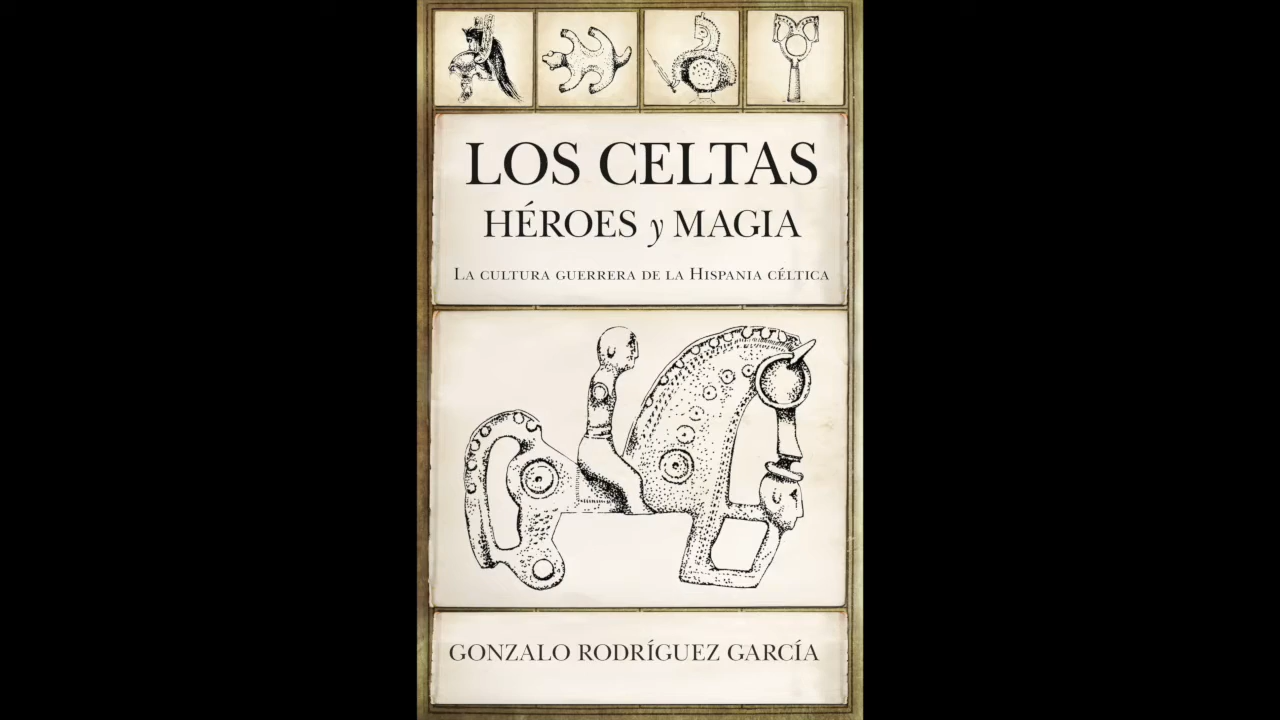 LOS CELTAS
HÉROES y MAGIA
LA CULTURA GUERRERA DE LA HISPANIA CÉLTICA
GONZALO RODRÍGUEZ GARCÍA